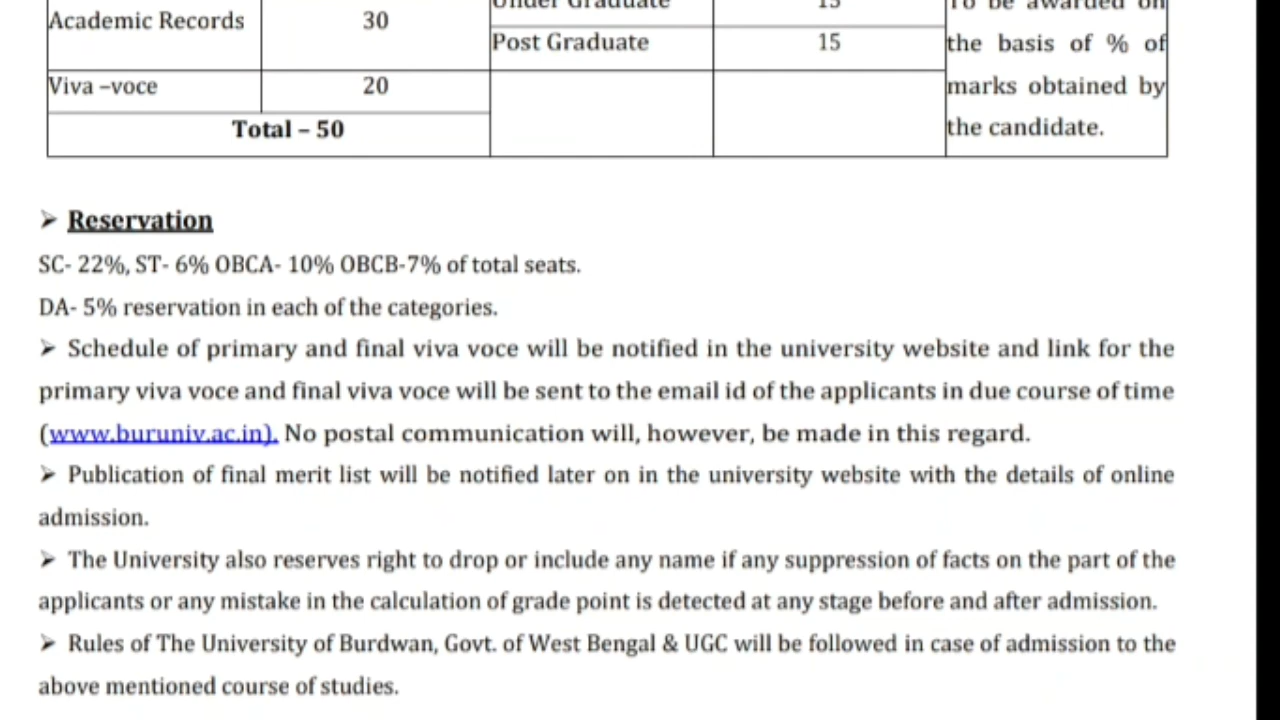 Under Graduate 15 To be awarded on
Academic Records 30
Post Graduate 15 the basis of % of
Viva –voce 20 marks obtained by
Total – 50 the candidate.
➢ Reservation
SC- 22%, ST- 6% OBCA- 10% OBCB-7% of total seats.
DA- 5% reservation in each of the categories.
➢ Schedule of primary and final viva voce will be notified in the university website and link for the
primary viva voce and final viva voce will be sent to the email id of the applicants in due course of time
(www.buruniv.ac.in). No postal communication will, however, be made in this regard.
➢ Publication of final merit list will be notified later on in the university website with the details of online
admission.
➢ The University also reserves right to drop or include any name if any suppression of facts on the part of the
applicants or any mistake in the calculation of grade point is detected at any stage before and after admission.
➢ Rules of The University of Burdwan, Govt. of West Bengal & UGC will be followed in case of admission to the
above mentioned course of studies.